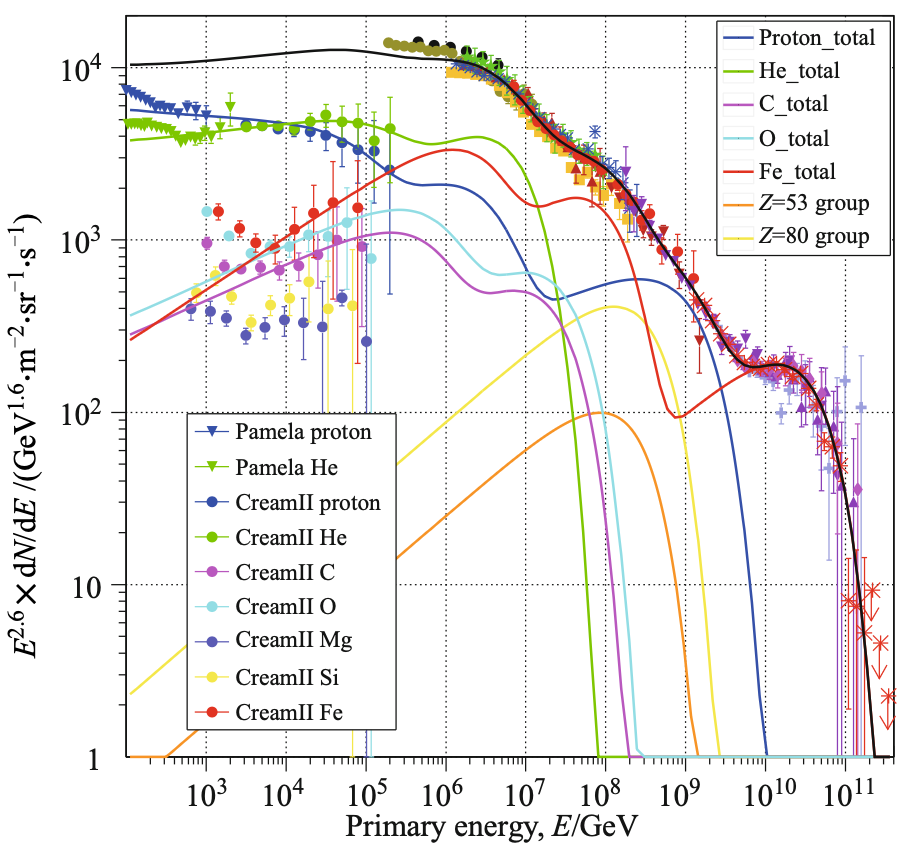 Proton_total
He_total
C_total
O_total
Fe_total
Z=53 group
Z=80 group
Pamela proton
Pamela He
CreamII proton
CreamII He
CreamII C
CreamII O
CreamII Mg
CreamII Si
CreamII Fe
E^2.6 × dN/dE /(GeV^1.6·m^−2·sr^−1·s^−1)
10^4
10^3
10^2
10
1
10^3 10^4 10^5 10^6 10^7 10^8 10^9 10^10 10^11
Primary energy, E/GeV